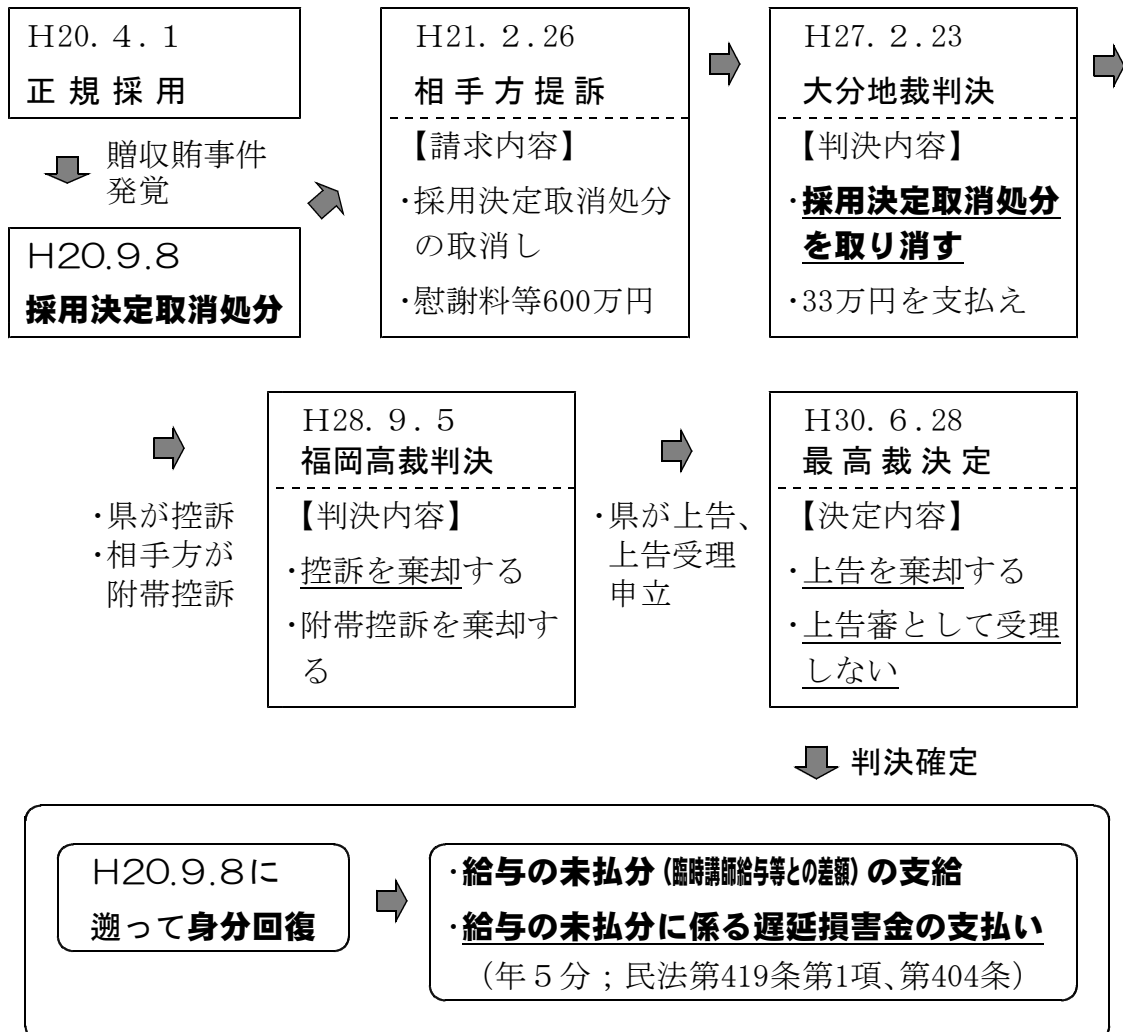 H20. 4. 1
正規採用
贈収賄事件
発覚
H20.9.8
採用決定取消処分
H21. 2.26
相手方提訴
【請求内容】
・採用決定取消処分
の取消し
・慰謝料等600万円
H27. 2.23
大分地裁判決
【判決内容】
・採用決定取消処分
を取り消す
・33万円を支払え
・県が控訴
・相手方が
附帯控訴
H28. 9. 5
福岡高裁判決
【判決内容】
・控訴を棄却する
・附帯控訴を棄却す
る
・県が上告、
上告受理
申立
H30. 6.28
最高裁決定
【決定内容】
・上告を棄却する
・上告審として受理
しない
判決確定
H20.9.8に
遡って身分回復
・給与の未払分(臨時講師給与等との差額)の支給
・給与の未払分に係る遅延損害金の支払い
(年5分；民法第419条第1項、第404条)